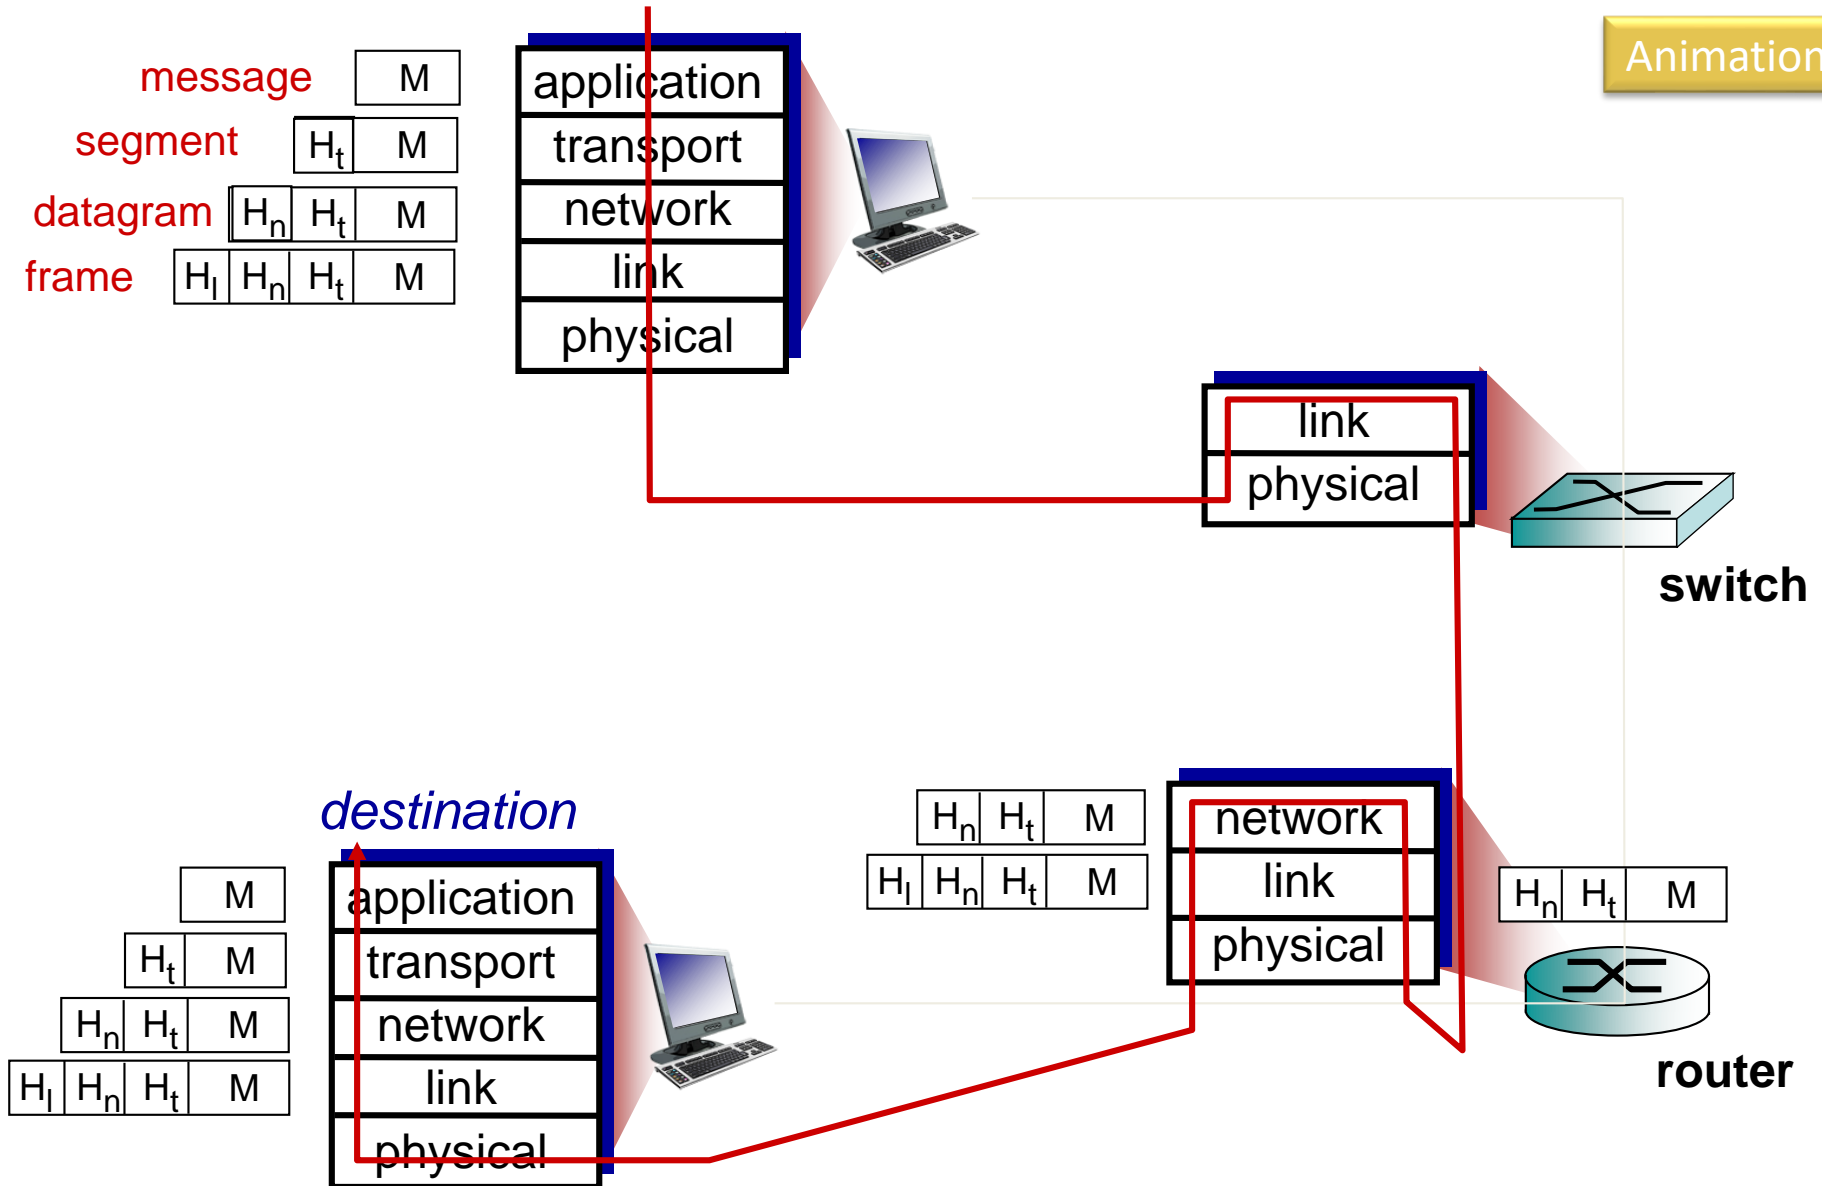 Animation
message M application
segment Ht M transport
datagram Hn Ht M network
frame Hl Hn Ht M link
physical
link
physical
switch
destination
Hn Ht M network
Hl Hn Ht M link
Hn Ht M
physical
router
M application
Ht M transport
Hn Ht M network
Hl Hn Ht M link
physical